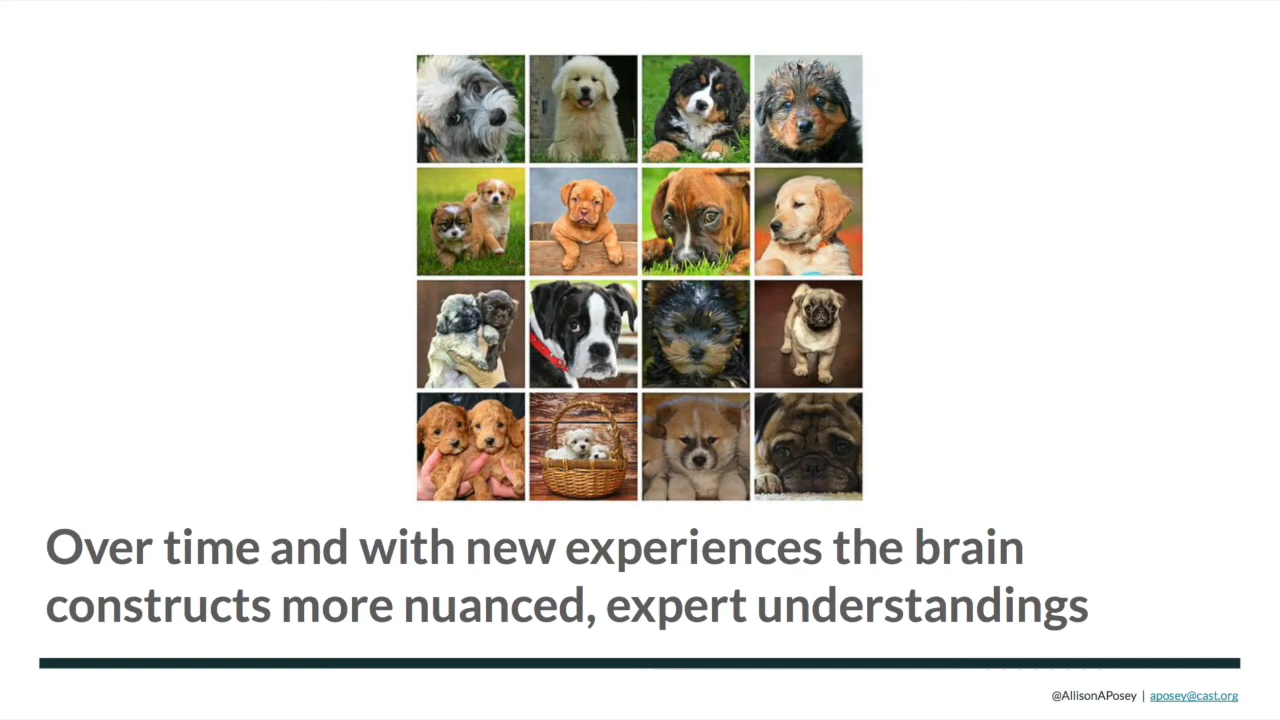 Over time and with new experiences the brain
constructs more nuanced, expert understandings
@AllisonAPosey | aposey@cast.org